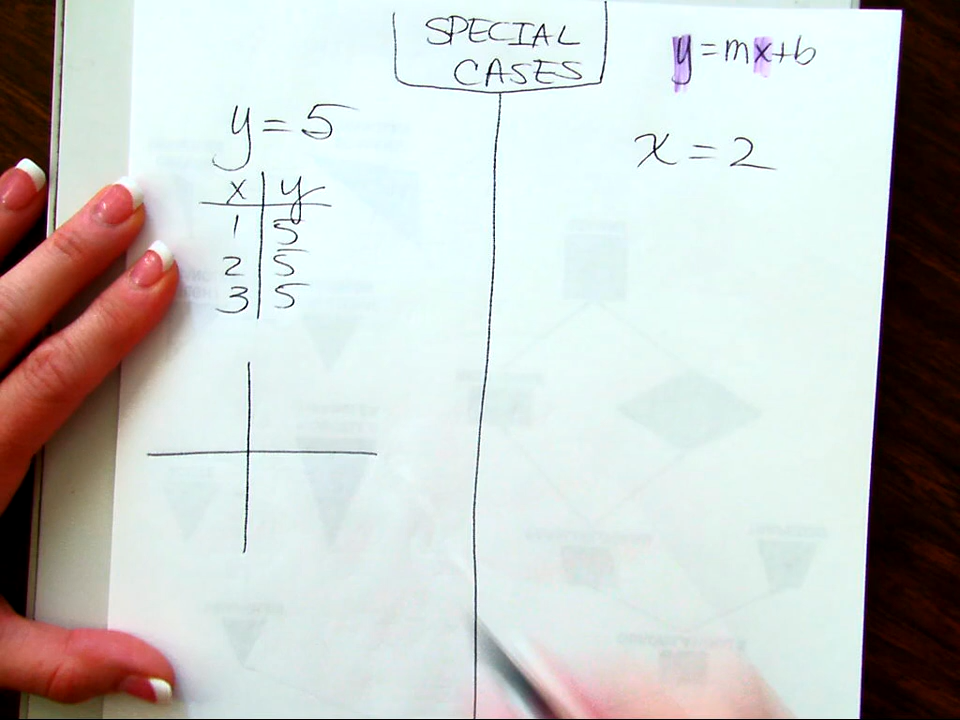 SPECIAL
CASES
y = mx + b
y = 5
x y
1 5
2 5
3 5
x = 2